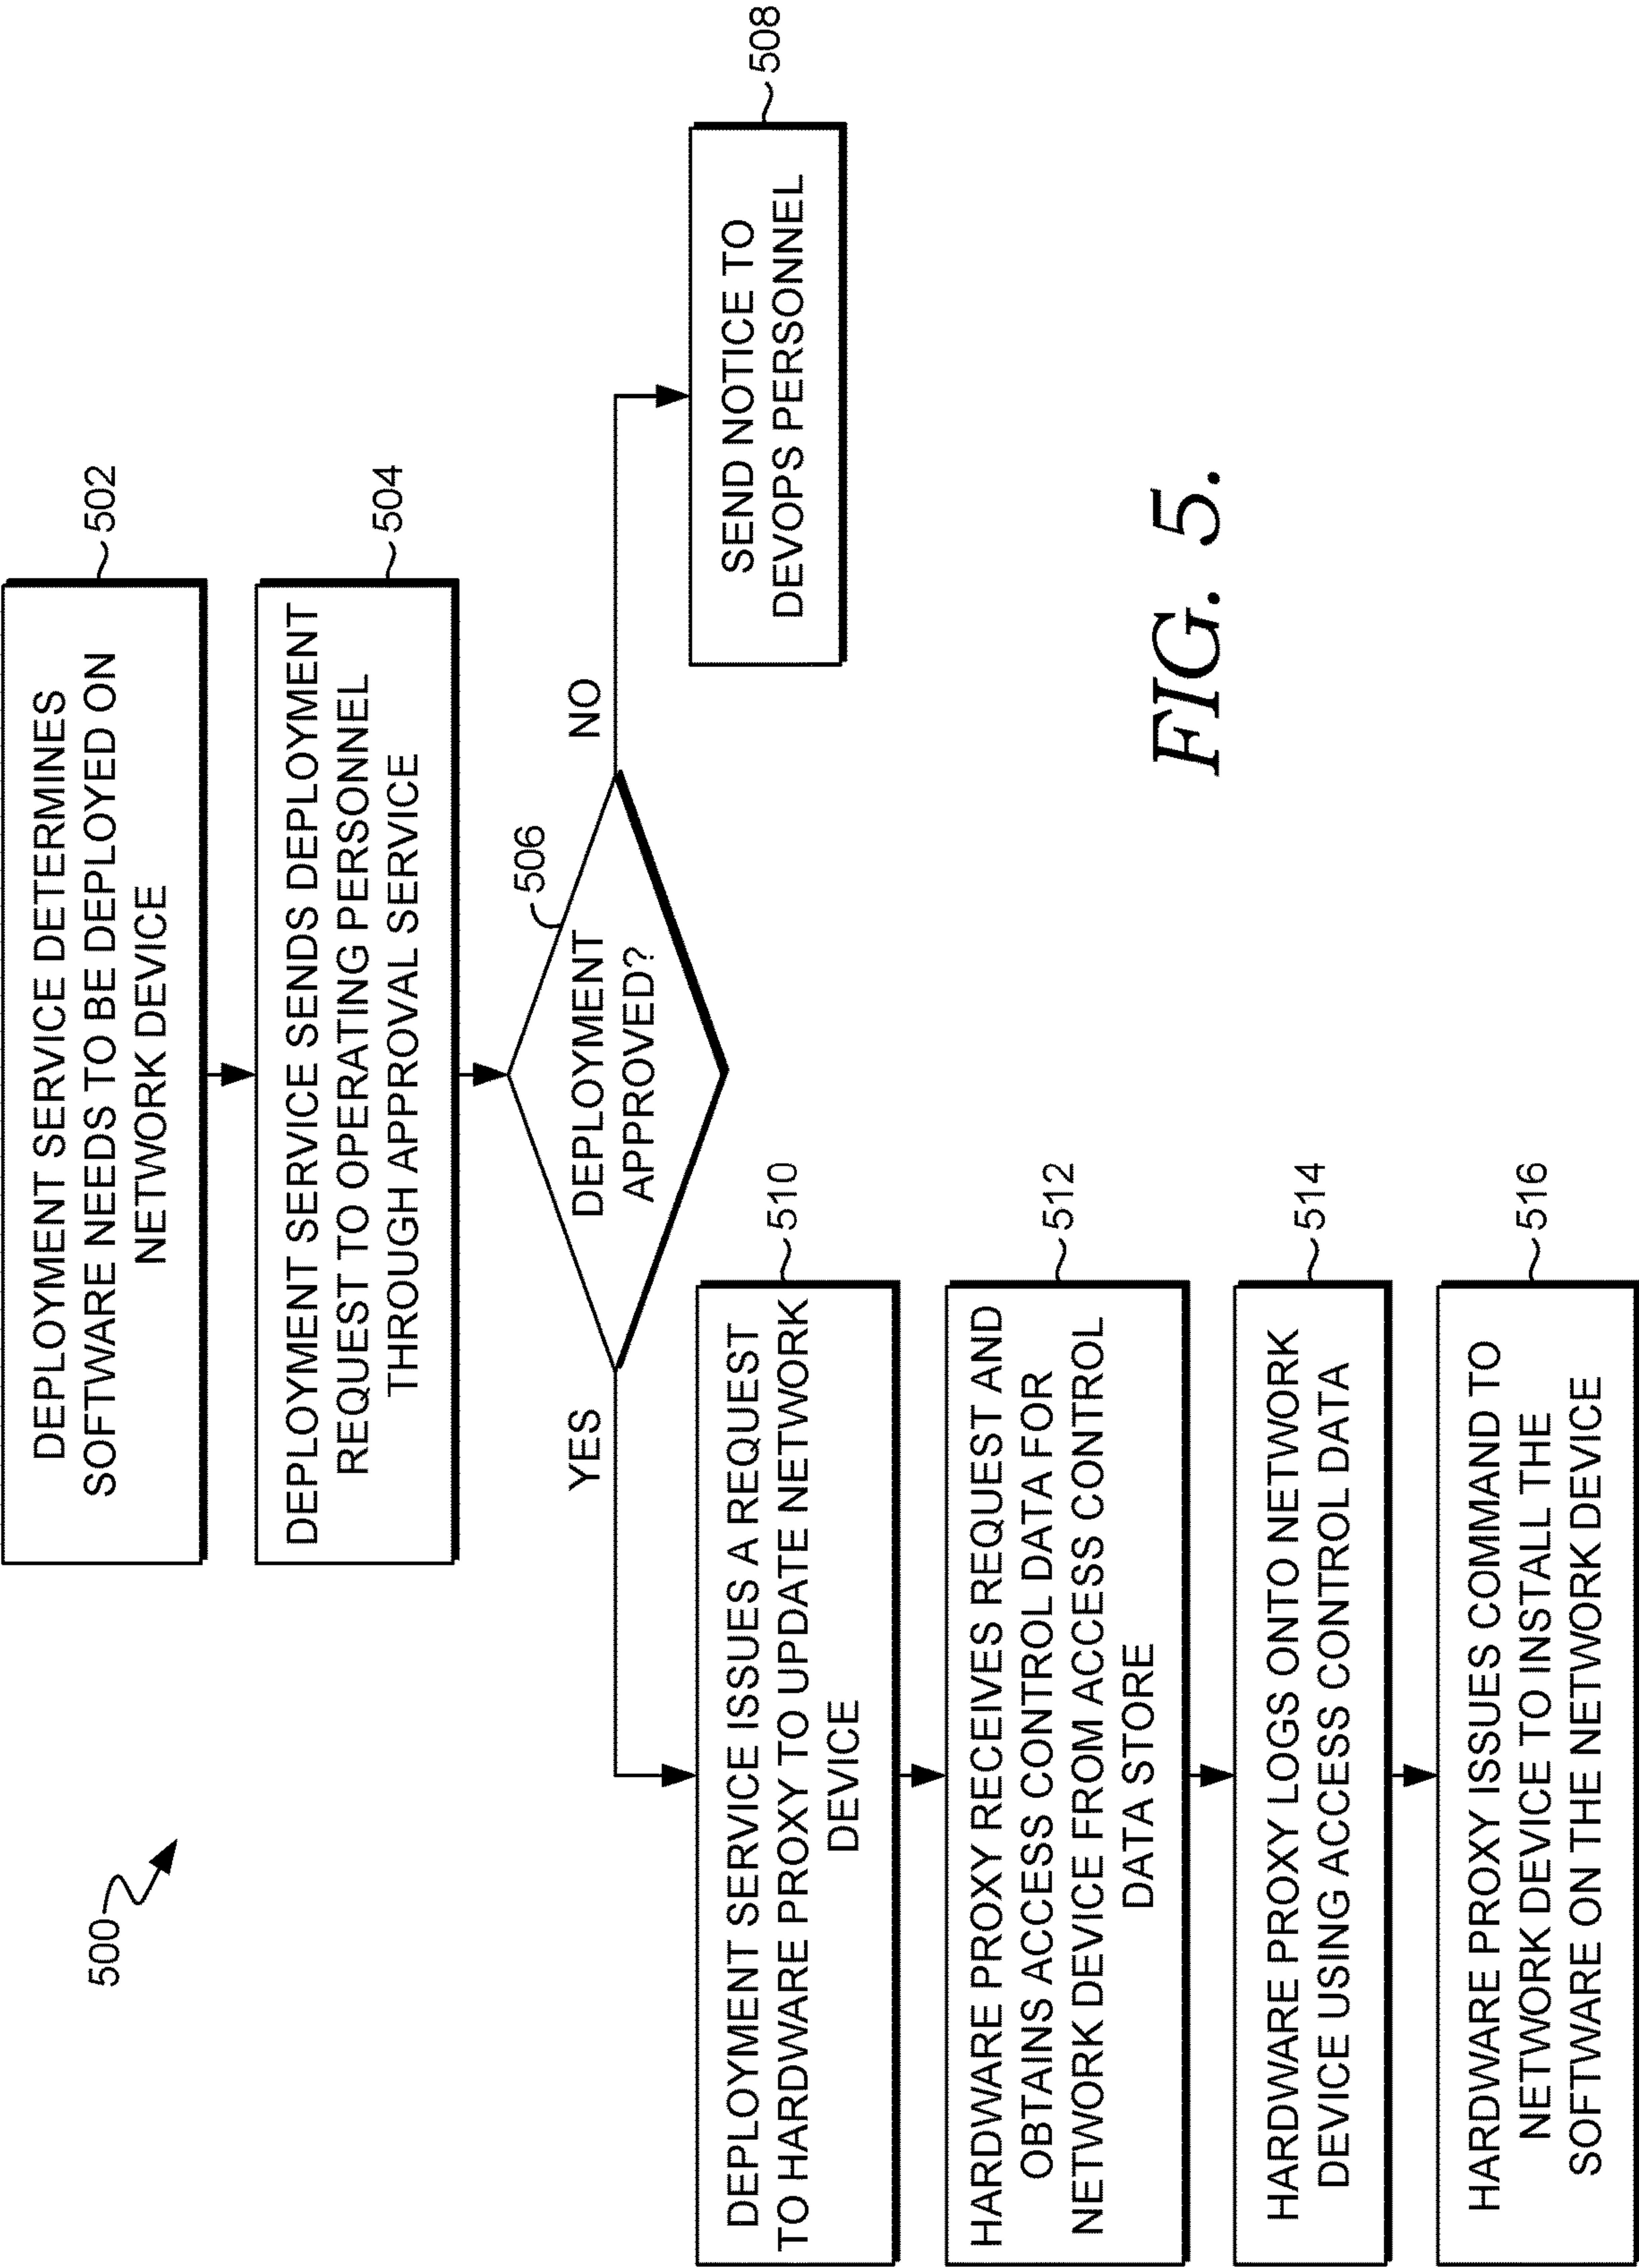 500
DEPLOYMENT SERVICE DETERMINES
SOFTWARE NEEDS TO BE DEPLOYED ON
NETWORK DEVICE
502
DEPLOYMENT SERVICE SENDS DEPLOYMENT
REQUEST TO OPERATING PERSONNEL
THROUGH APPROVAL SERVICE
504
DEPLOYMENT
APPROVED?
506
YES
NO
SEND NOTICE TO
DEVOPS PERSONNEL
508
DEPLOYMENT SERVICE ISSUES A REQUEST
TO HARDWARE PROXY TO UPDATE NETWORK
DEVICE
510
HARDWARE PROXY RECEIVES REQUEST AND
OBTAINS ACCESS CONTROL DATA FOR
NETWORK DEVICE FROM ACCESS CONTROL
DATA STORE
512
HARDWARE PROXY LOGS ONTO NETWORK
DEVICE USING ACCESS CONTROL DATA
514
HARDWARE PROXY ISSUES COMMAND TO
NETWORK DEVICE TO INSTALL THE
SOFTWARE ON THE NETWORK DEVICE
516
FIG. 5.